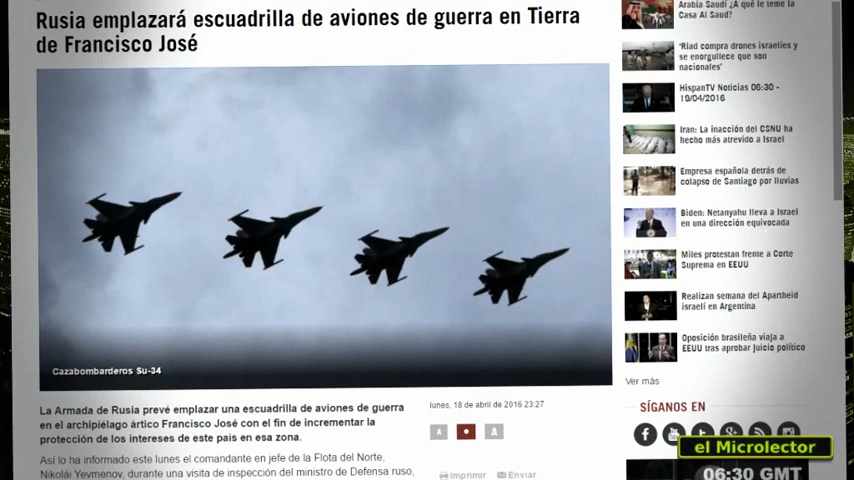 Rusia emplazará escuadrilla de aviones de guerra en Tierra
de Francisco José
Cazabombarderos Su-34
La Armada de Rusia prevé emplazar una escuadrilla de aviones de guerra
en el archipiélago ártico Francisco José con el fin de incrementar la
protección de los intereses de este país en esa zona.
Así lo ha informado este lunes el comandante en jefe de la Flota del Norte,
Nikolái Yevmenov, durante una visita de inspección del ministro de Defensa ruso,
lunes, 18 de abril de 2016 23:27
A
A
Imprimir
Enviar
Arabia Saudí ¿A qué le teme la
Casa Al Saud?
'Riad compra drones israelíes y
se enorgullece que son
nacionales'
HispanTV Noticias 06:30 -
19/04/2016
Irán: La inacción del CSNU ha
hecho más atrevido a Israel
Empresa española detrás de
colapso de Santiago por lluvias
Biden: Netanyahu lleva a Israel
en una dirección equivocada
Miles protestan frente a Corte
Suprema en EEUU
Realizan semana del Apartheid
israelí en Argentina
Oposición brasileña viaja a
EEUU tras aprobar juicio político
Ver más
SÍGANOS EN
el Microlector
06:30 GMT